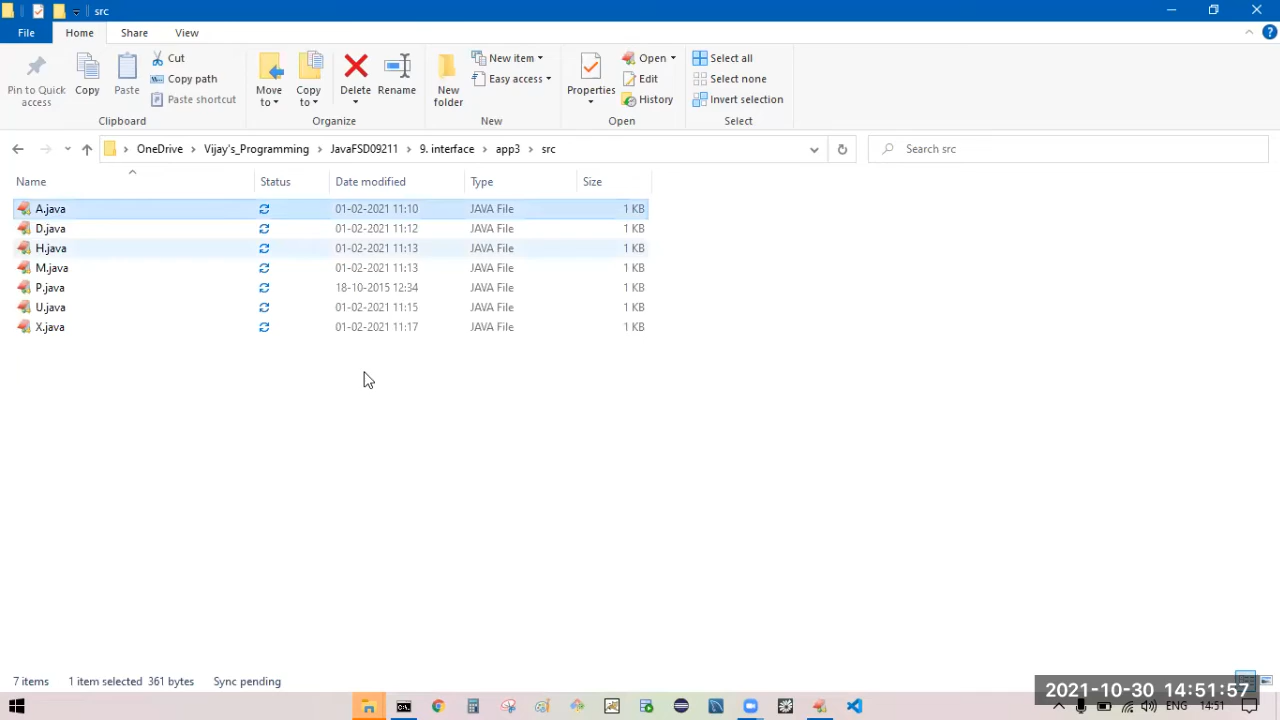 src
File Home Share View
Pin to Quick access
Copy
Paste
Cut
Copy path
Paste shortcut
Clipboard
Move to
Copy to
Delete
Rename
Organize
New folder
New item
Easy access
New
Properties
Open
Edit
History
Open
Select all
Select none
Invert selection
Select
OneDrive Vijay's_Programming JavaFSD09211 9. interface app3 src
Search src
Name Status Date modified Type Size
A.java 01-02-2021 11:10 JAVA File 1 KB
D.java 01-02-2021 11:12 JAVA File 1 KB
H.java 01-02-2021 11:13 JAVA File 1 KB
M.java 01-02-2021 11:13 JAVA File 1 KB
P.java 18-10-2015 12:34 JAVA File 1 KB
U.java 01-02-2021 11:15 JAVA File 1 KB
X.java 01-02-2021 11:17 JAVA File 1 KB
7 items 1 item selected 361 bytes Sync pending
2021-10-30 14:51:57
ENG 14:51